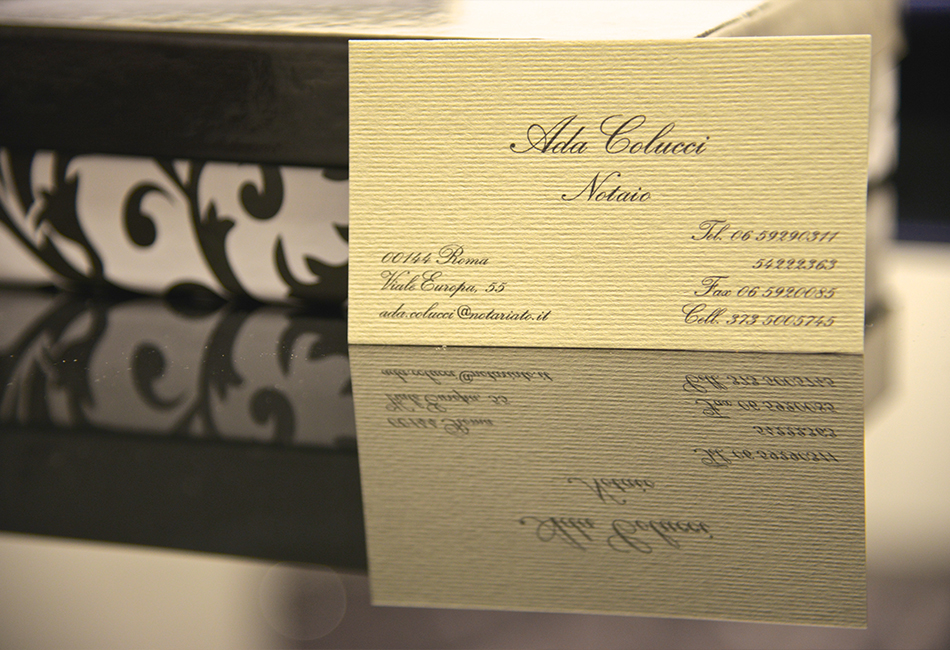 Ada Colucci
Notaio
00144 Roma
Viale Europa, 55
ada.colucci@notariato.it
Tel. 06 59290311
54222363
Fax 06 5920085
Cell. 373 5005745